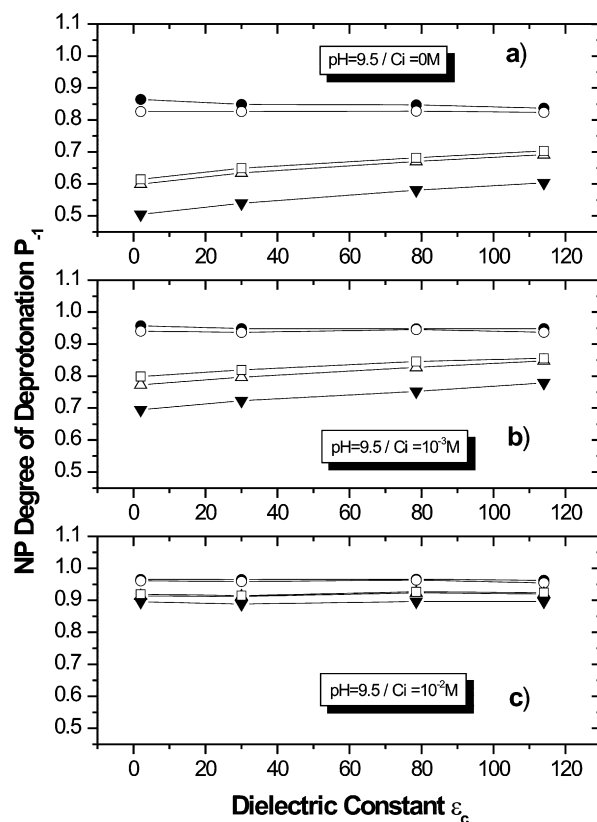 1.1
1.0
0.9
0.8
0.7
0.6
0.5
pH=9.5 / Ci =0M
a)
0 20 40 60 80 100 120
1.1
1.0
0.9
0.8
0.7
0.6
0.5
pH=9.5 / Ci =10⁻³M
b)
0 20 40 60 80 100 120
1.1
1.0
0.9
0.8
0.7
0.6
0.5
pH=9.5 / Ci =10⁻²M
c)
0 20 40 60 80 100 120
NP Degree of Deprotonation P₋₁
Dielectric Constant ε_c